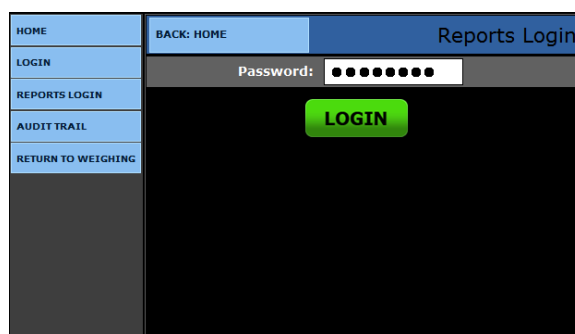 HOME
LOGIN
REPORTS LOGIN
AUDIT TRAIL
RETURN TO WEIGHING
BACK: HOME
Reports Login
Password: ●●●●●●●●
LOGIN